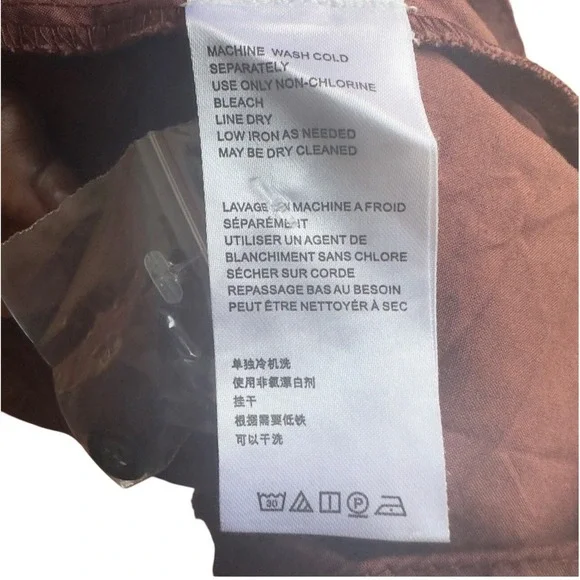 MACHINE WASH COLD
SEPARATELY
USE ONLY NON-CHLORINE
BLEACH
LINE DRY
LOW IRON AS NEEDED
MAY BE DRY CLEANED
LAVAGE EN MACHINE A FROID
SÉPARÉMENT
UTILISER UN AGENT DE
BLANCHIMENT SANS CHLORE
SÉCHER SUR CORDE
REPASSAGE BAS AU BESOIN
PEUT ÊTRE NETTOYÉR À SEC
单独冷机洗
使用非氯漂白剂
挂干
根据需要低铁
可以干洗
30 P